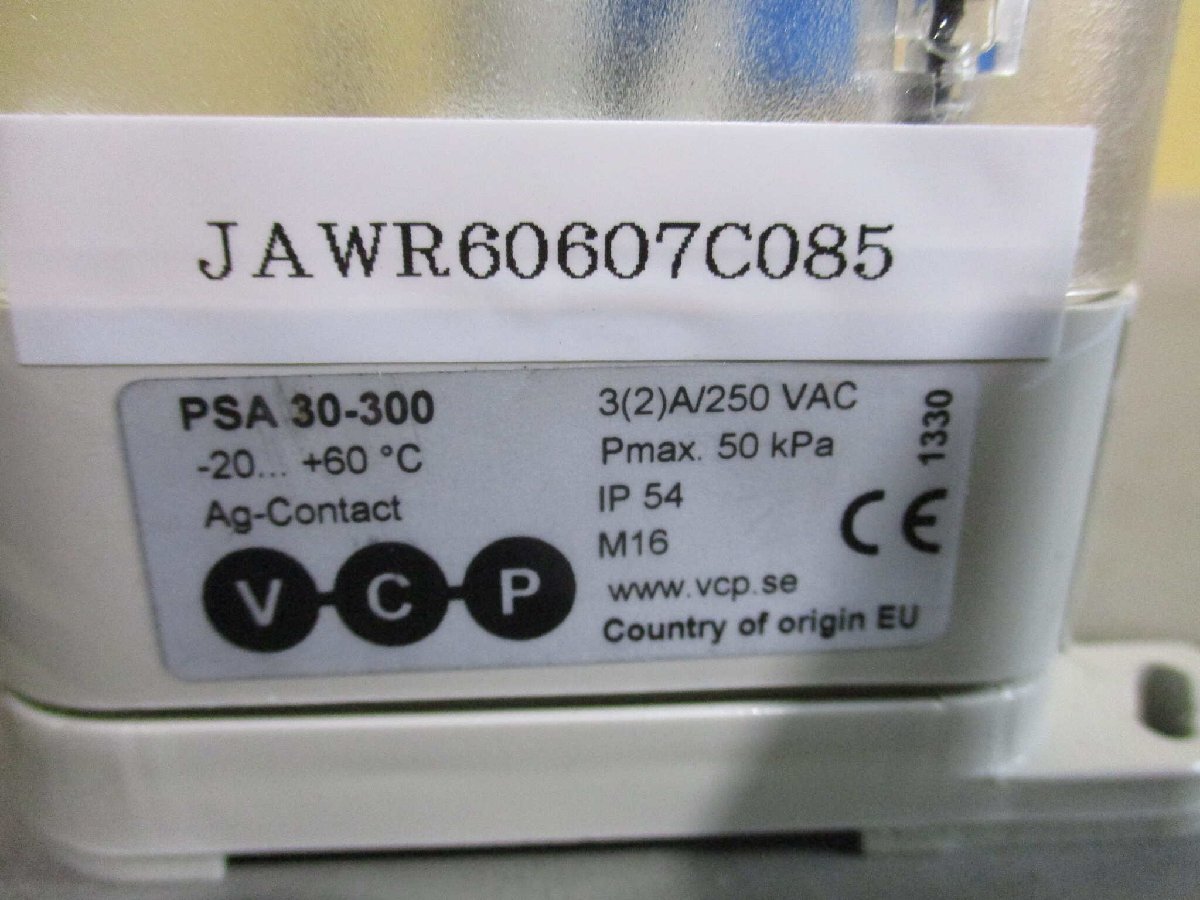 JAWR60607C085
PSA 30-300
-20... +60 °C
Ag-Contact
V-C-P
3(2)A/250 VAC
Pmax. 50 kPa
IP 54
M16
www.vcp.se
Country of origin EU
1330
CE